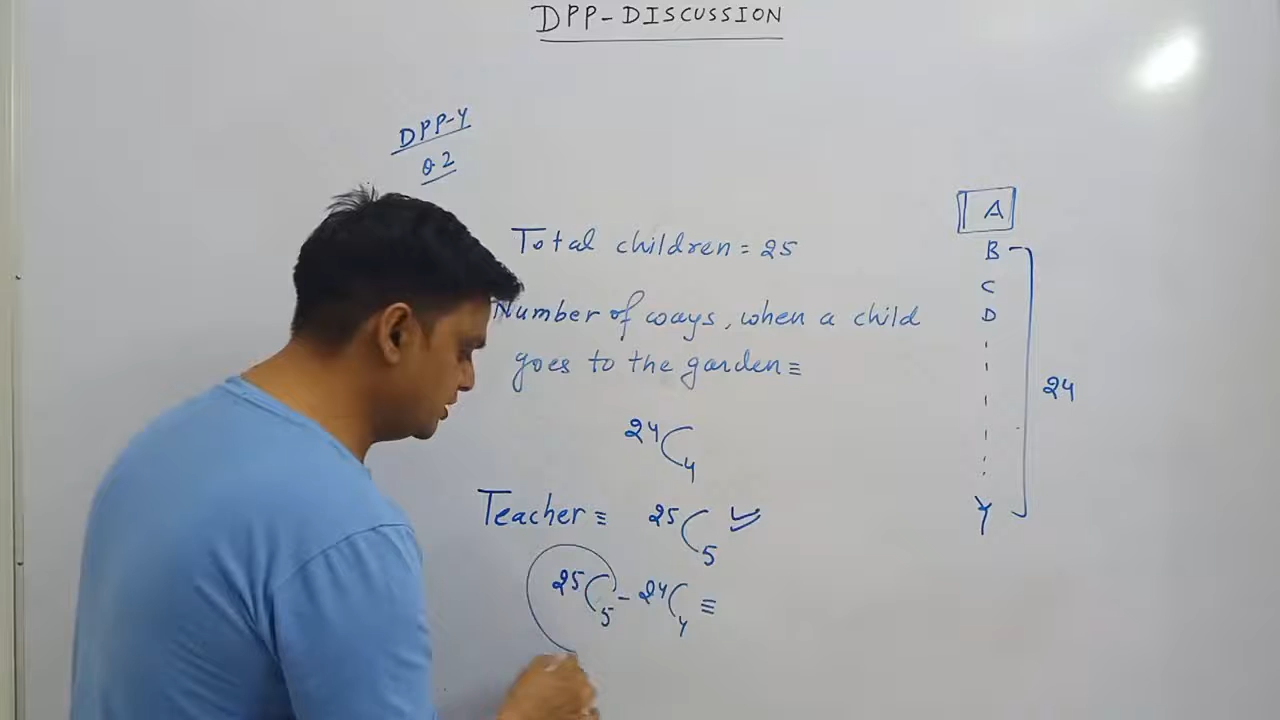 DPP-DISCUSSION
DPP-Y
Q2
Total children = 25
Number of ways, when a child
goes to the garden ≡
²⁴C₄
Teacher ≡ ²⁵C₅
²⁵C₅ - ²⁴C₄ ≡
A
B
C
D
Y
24